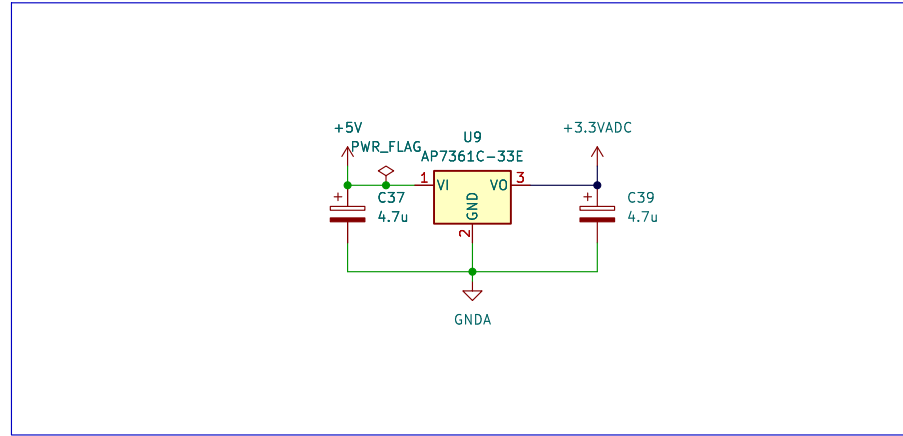 +5V
PWR_FLAG
U9
AP7361C-33E
+3.3VADC
1
VI
VO
3
GND
2
+
C37
4.7u
+
C39
4.7u
GNDA